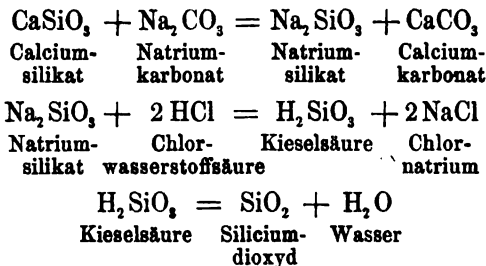 CaSiO₃ + Na₂CO₃ = Na₂SiO₃ + CaCO₃
Calcium- Natrium- Natrium- Calcium-
silikat karbonat silikat karbonat
Na₂SiO₃ + 2 HCl = H₂SiO₃ + 2 NaCl
Natrium- Chlor- Kieselsäure Chlor-
silikat wasserstoffsäure natrium
H₂SiO₃ = SiO₂ + H₂O
Kieselsäure Silicium- Wasser
dioxyd